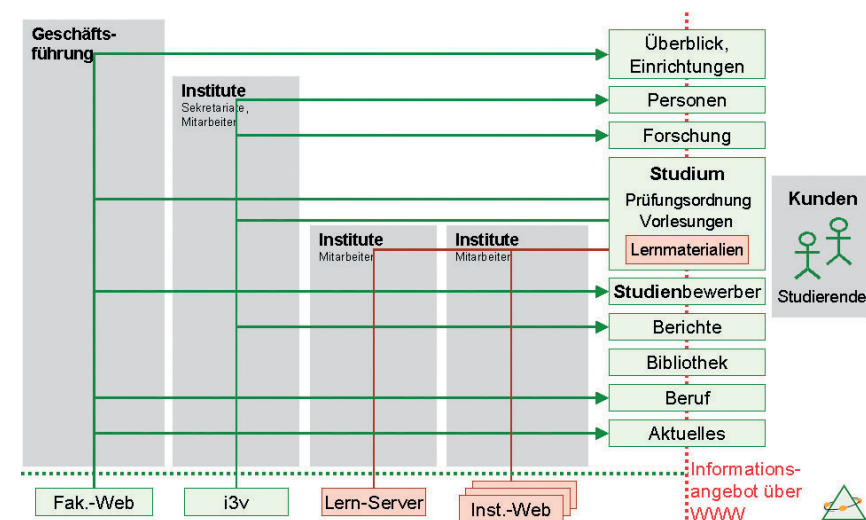 Geschäfts-
führung
Institute
Sekretariate,
Mitarbeiter
Institute
Mitarbeiter
Institute
Mitarbeiter
Überblick,
Einrichtungen
Personen
Forschung
Studium
Prüfungsordnung
Vorlesungen
Lernmaterialien
Studienbewerber
Berichte
Bibliothek
Beruf
Aktuelles
Kunden
Studierende
Informations-
angebot über
WWW
Fak.-Web
i3v
Lern-Server
Inst.-Web